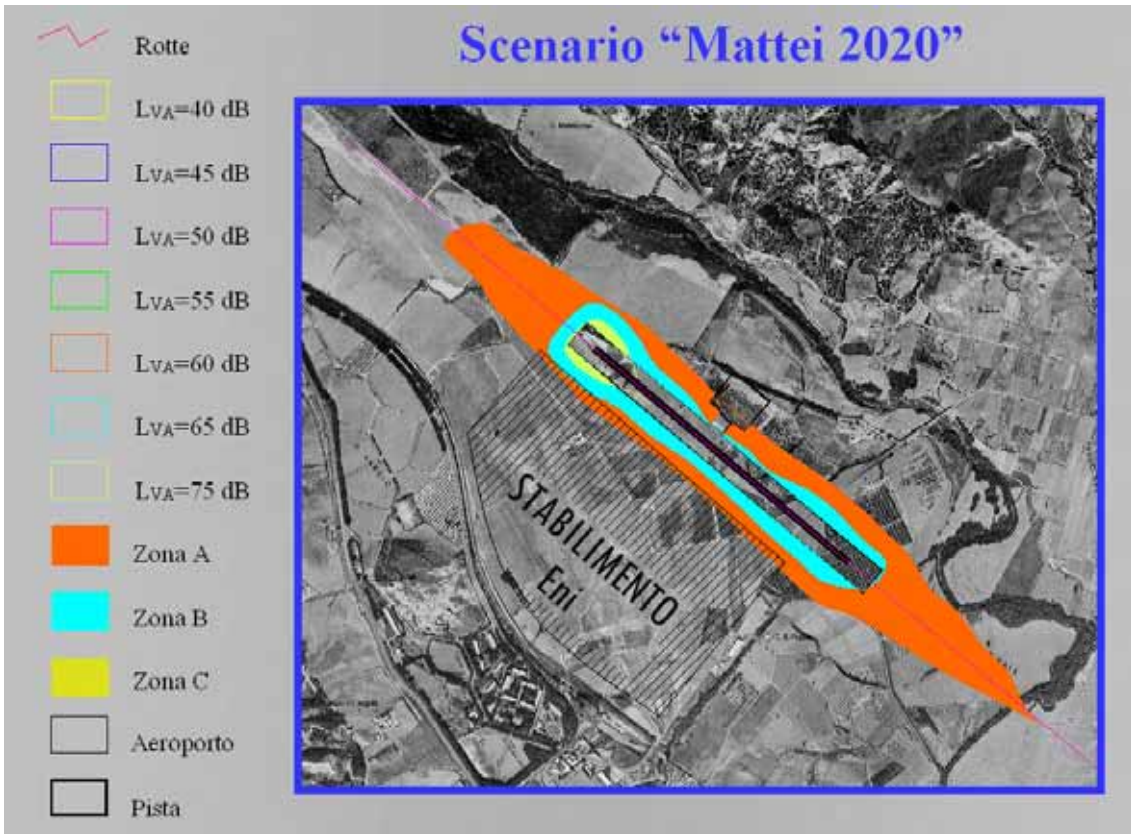 Scenario “Mattei 2020”
Rotte
LVA=40 dB
LVA=45 dB
LVA=50 dB
LVA=55 dB
LVA=60 dB
LVA=65 dB
LVA=75 dB
Zona A
Zona B
Zona C
Aeroporto
Pista
STABILIMENTO
Eni